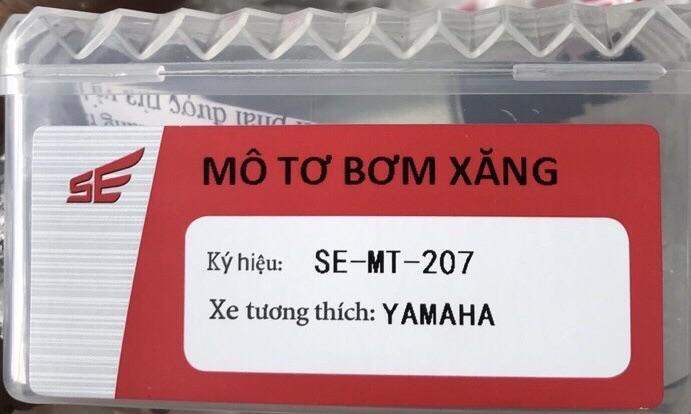 SE
MÔ TƠ BƠM XĂNG
Ký hiệu: SE-MT-207
Xe tương thích: YAMAHA